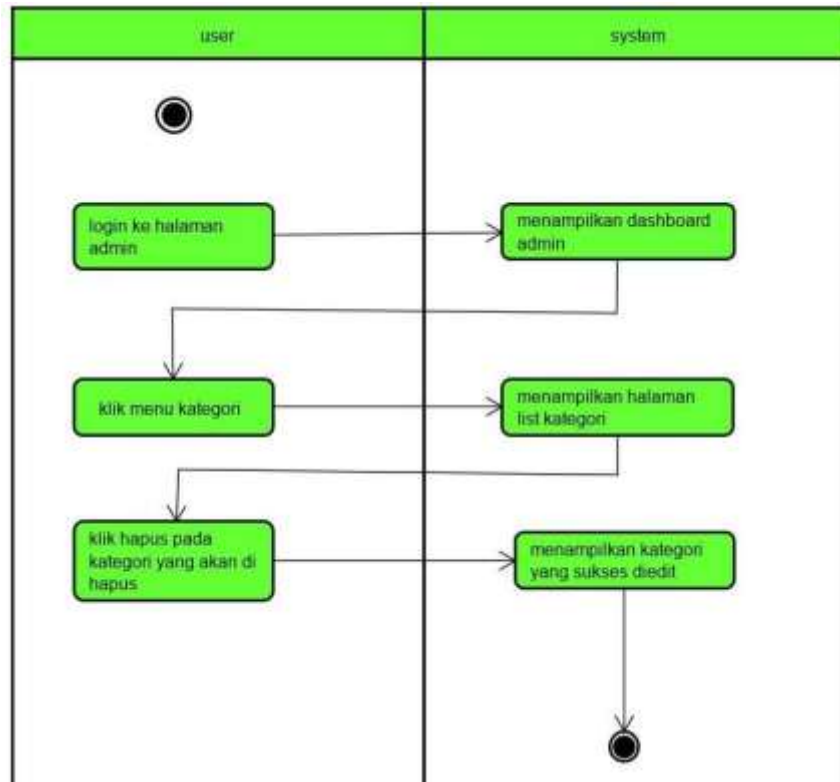 user
system
login ke halaman
admin
menampilkan dashboard
admin
klik menu kategori
menampilkan halaman
list kategori
klik hapus pada
kategori yang akan di
hapus
menampilkan kategori
yang sukses diedit